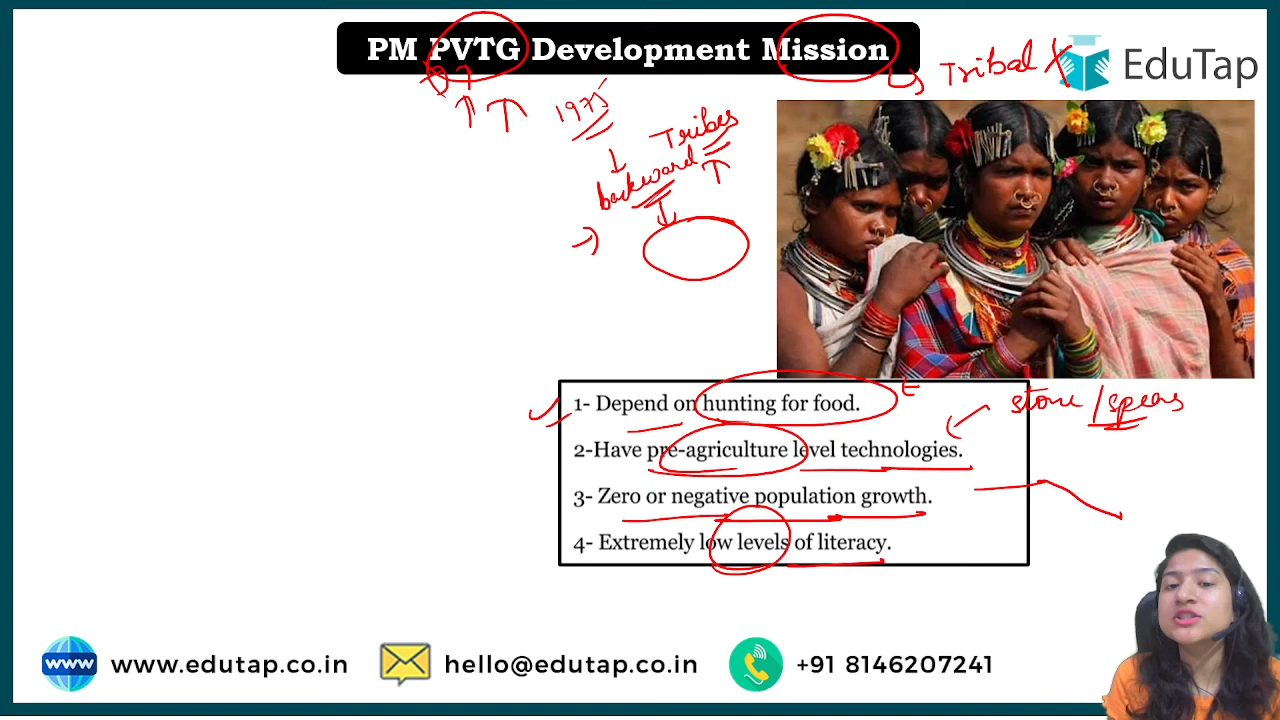 PM PVTG Development Mission
Tribal
EduTap
1975
Tribes
backward
1- Depend on hunting for food.
stone / spears
2-Have pre-agriculture level technologies.
3- Zero or negative population growth.
4- Extremely low levels of literacy.
www
www.edutap.co.in
hello@edutap.co.in
+91 8146207241